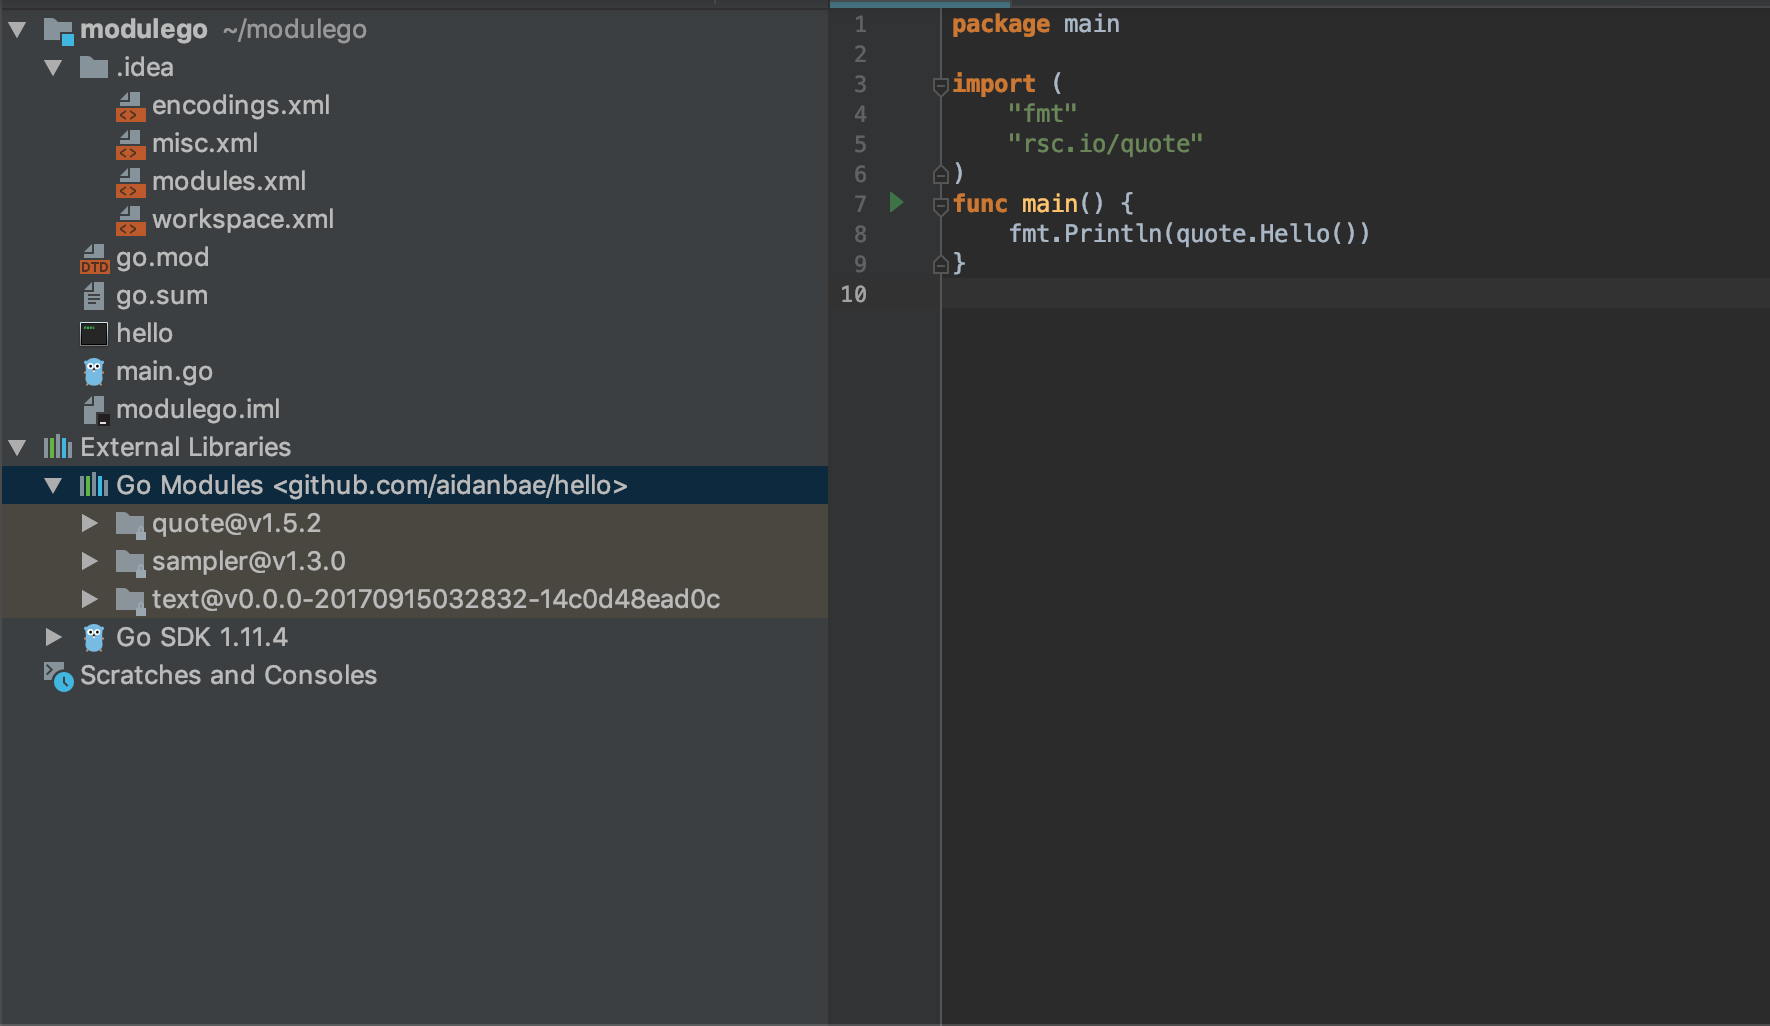 modulego ~/modulego
.idea
encodings.xml
misc.xml
modules.xml
workspace.xml
go.mod
go.sum
hello
main.go
modulego.iml
External Libraries
Go Modules <github.com/aidanbae/hello>
quote@v1.5.2
sampler@v1.3.0
text@v0.0.0-20170915032832-14c0d48ead0c
Go SDK 1.11.4
Scratches and Consoles
1 package main
2
3 import (
4 "fmt"
5 "rsc.io/quote"
6 )
7 func main() {
8 fmt.Println(quote.Hello())
9 }
10